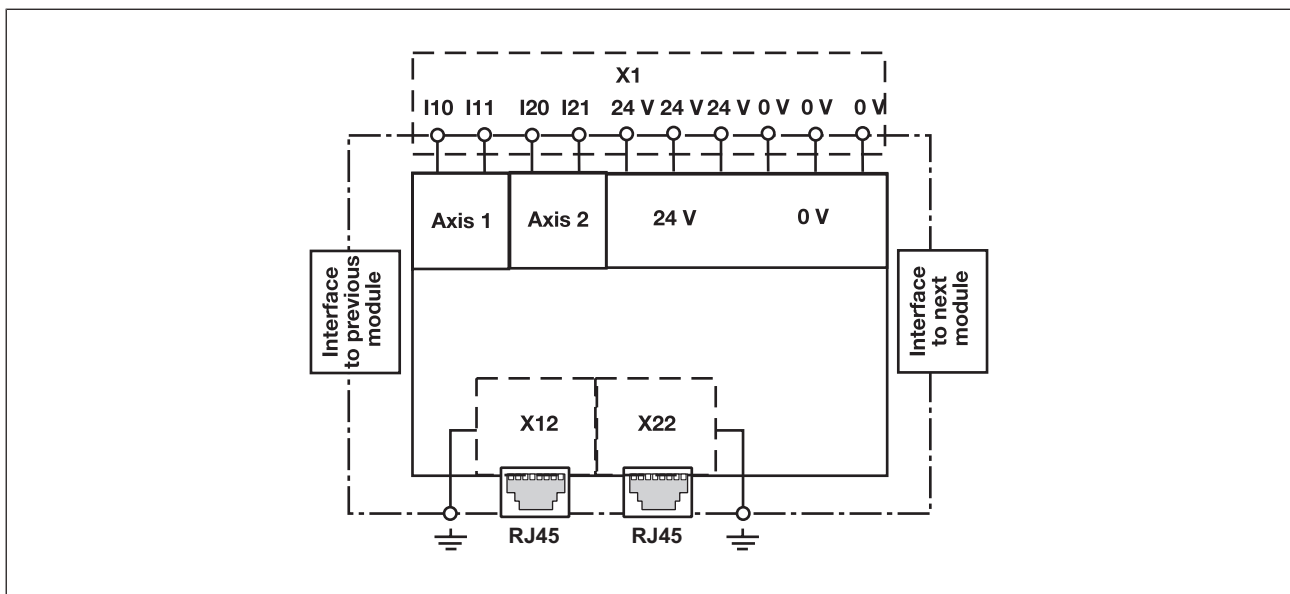 X1
I10 I11 I20 I21 24 V 24 V 24 V 0 V 0 V 0 V
Axis 1 Axis 2 24 V 0 V
Interface
to previous
module
Interface
to next
module
X12 X22
RJ45 RJ45